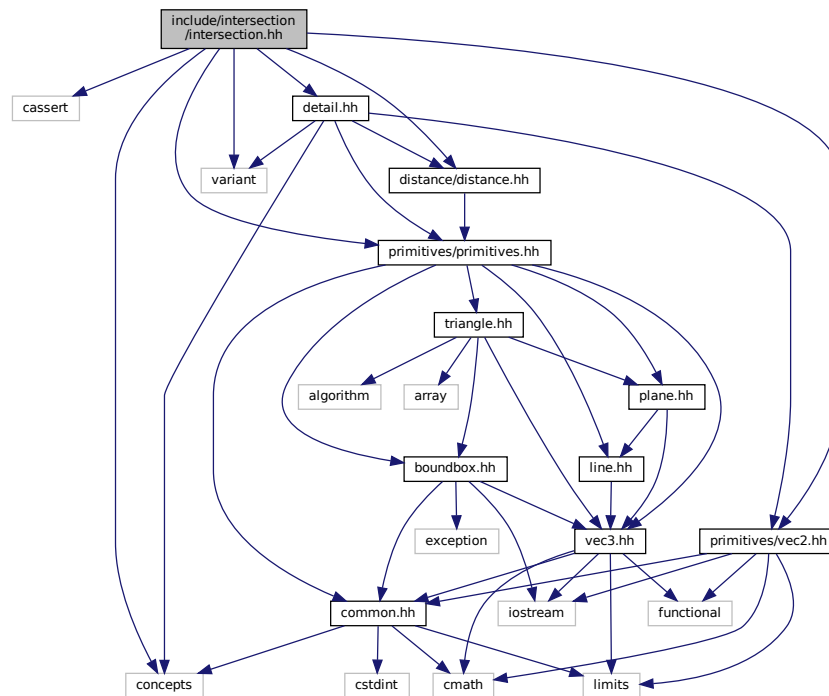 include/intersection
/intersection.hh
cassert
detail.hh
variant
distance/distance.hh
primitives/primitives.hh
triangle.hh
algorithm
array
plane.hh
boundbox.hh
line.hh
exception
vec3.hh
primitives/vec2.hh
common.hh
iostream
functional
concepts
cstdint
cmath
limits